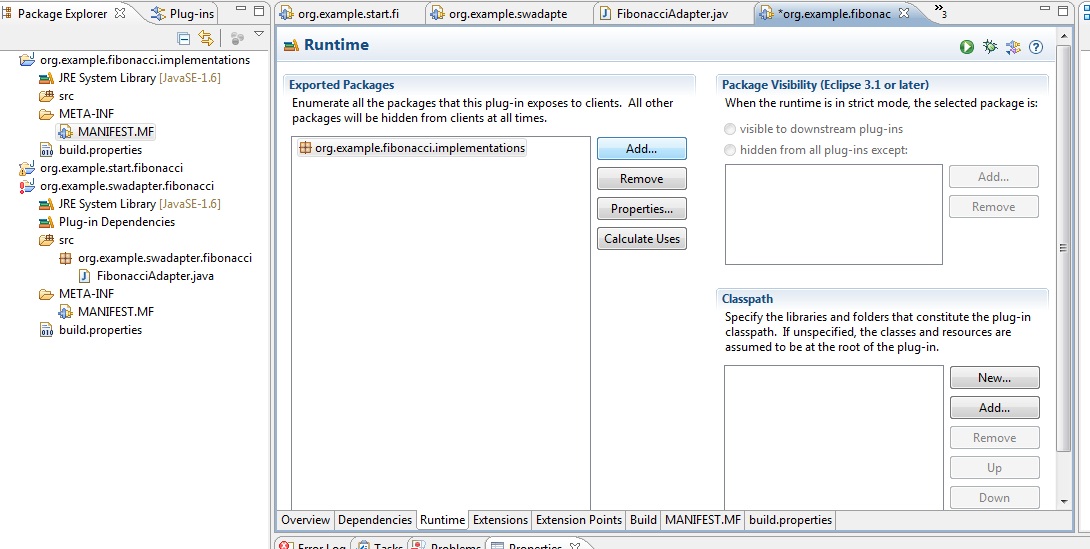 Package Explorer
Plug-ins
org.example.fibonacci.implementations
JRE System Library [JavaSE-1.6]
src
META-INF
MANIFEST.MF
build.properties
org.example.start.fibonacci
org.example.swadapter.fibonacci
JRE System Library [JavaSE-1.6]
Plug-in Dependencies
src
org.example.swadapter.fibonacci
FibonacciAdapter.java
META-INF
MANIFEST.MF
build.properties
org.example.start.fi
org.example.swadapte
FibonacciAdapter.jav
*org.example.fibonac
»3
Runtime
Exported Packages
Enumerate all the packages that this plug-in exposes to clients. All other
packages will be hidden from clients at all times.
org.example.fibonacci.implementations
Add...
Remove
Properties...
Calculate Uses
Package Visibility (Eclipse 3.1 or later)
When the runtime is in strict mode, the selected package is:
visible to downstream plug-ins
hidden from all plug-ins except:
Add...
Remove
Classpath
Specify the libraries and folders that constitute the plug-in
classpath. If unspecified, the classes and resources are
assumed to be at the root of the plug-in.
New...
Add...
Remove
Up
Down
Overview
Dependencies
Runtime
Extensions
Extension Points
Build
MANIFEST.MF
build.properties
Error Log
Tasks
Problems
Properties